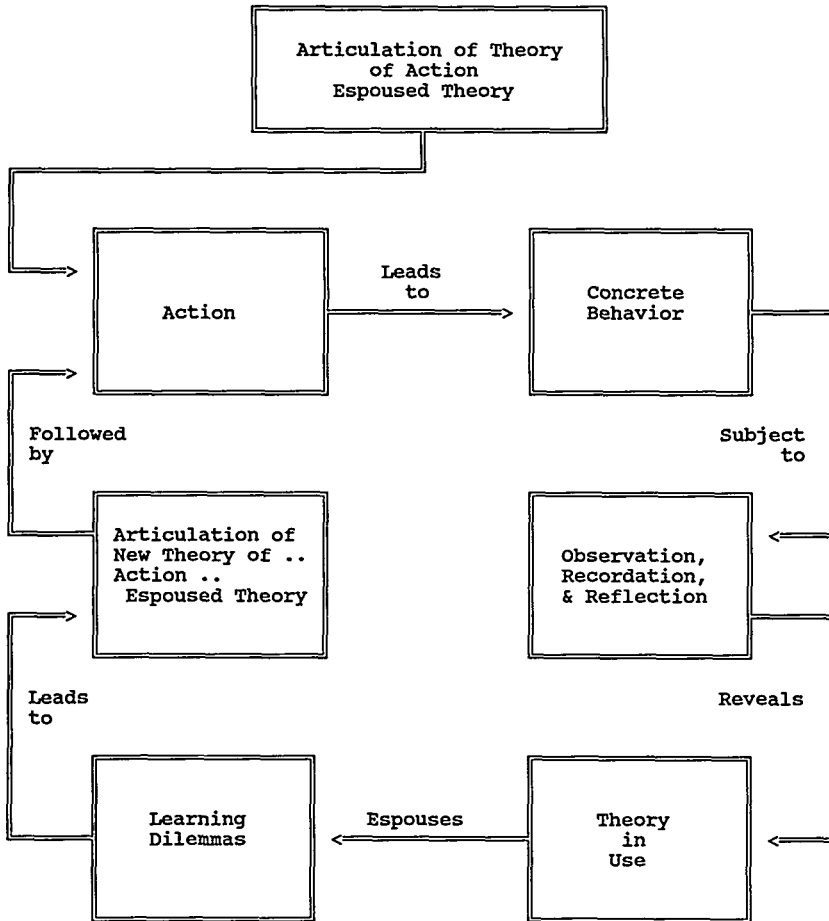 Articulation of Theory
of Action
Espoused Theory
Action
Leads
to
Concrete
Behavior
Followed
by
Subject
to
Articulation of
New Theory of ..
Action ..
Espoused Theory
Observation,
Recordation,
& Reflection
Leads
to
Reveals
Learning
Dilemmas
Espouses
Theory
in
Use